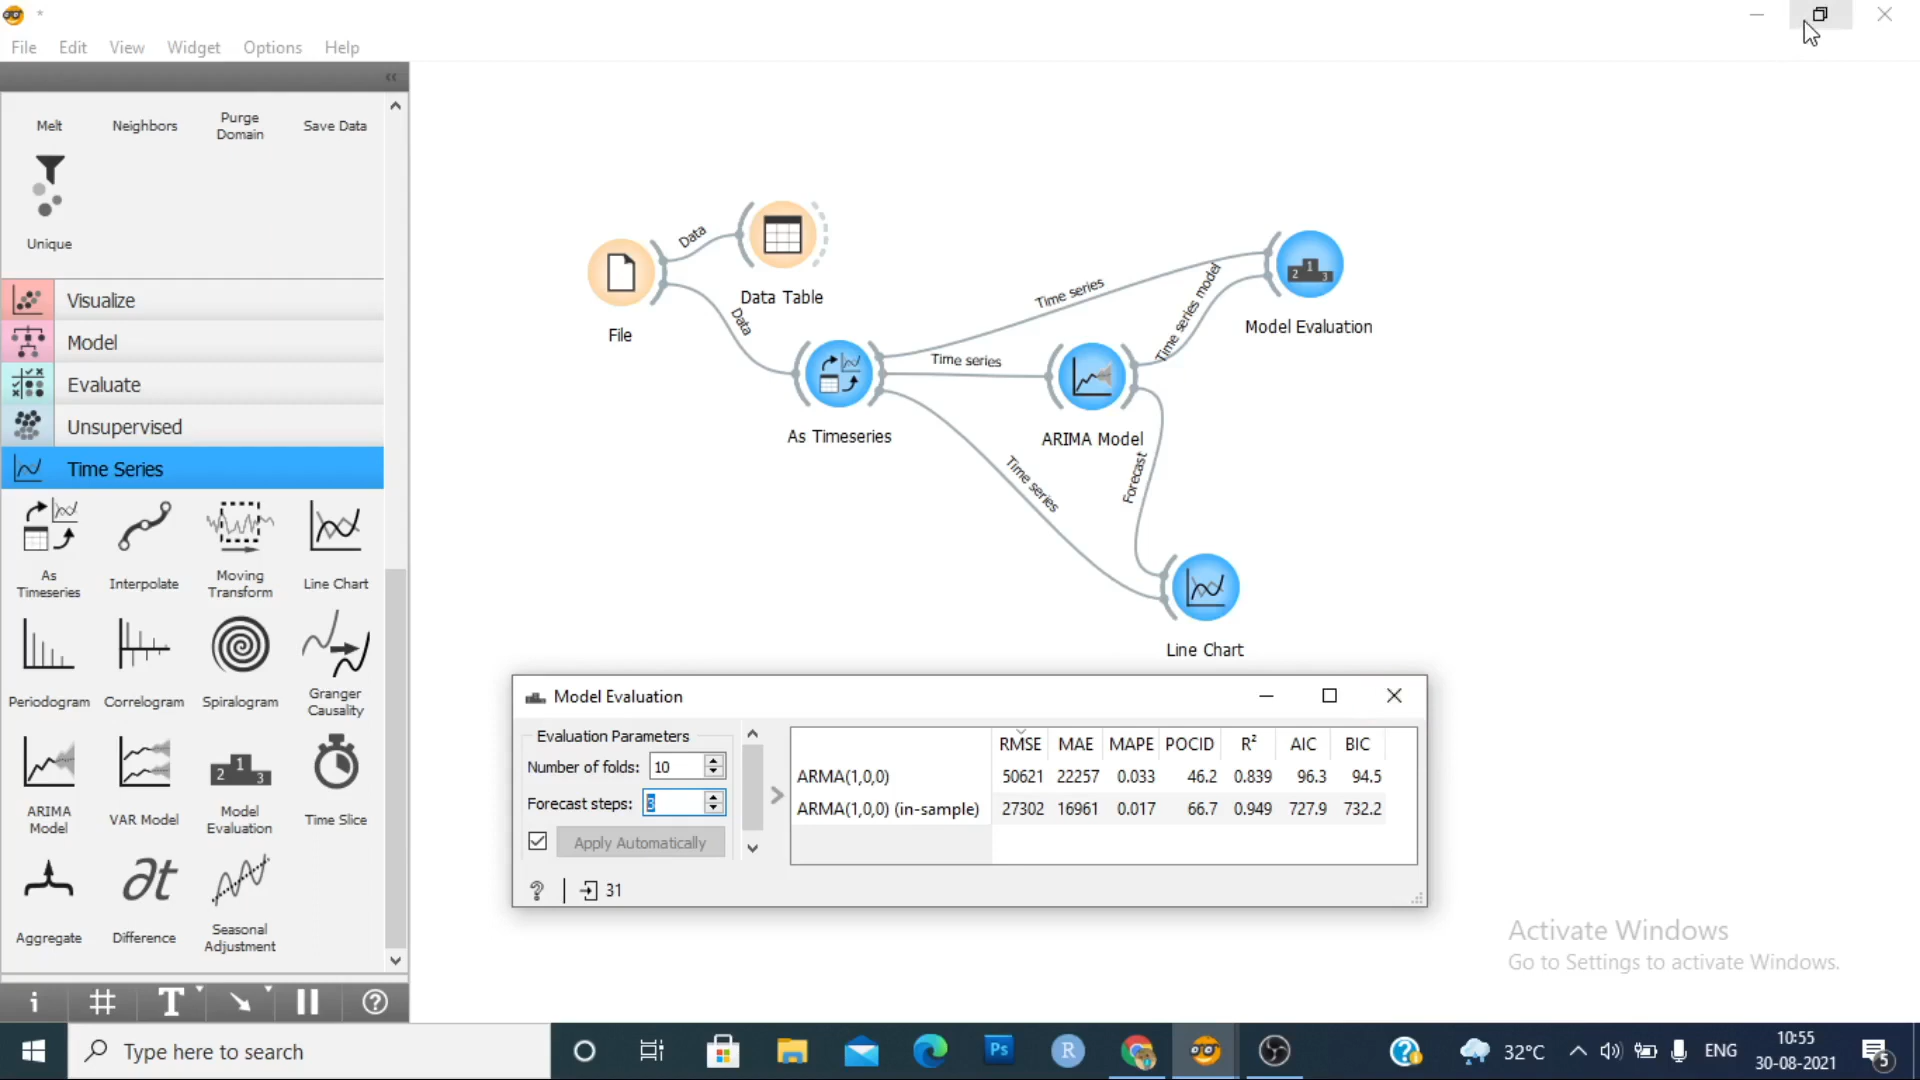 *
File Edit View Widget Options Help
Melt Neighbors Purge Domain Save Data
Unique
Visualize
Model
Evaluate
Unsupervised
Time Series
As Timeseries Interpolate Moving Transform Line Chart
Periodogram Correlogram Spiralogram Granger Causality
ARIMA Model VAR Model Model Evaluation Time Slice
Aggregate Difference Seasonal Adjustment
File
Data
Data Table
Data
As Timeseries
Time series
Time series
Time series
ARIMA Model
Time series model
Forecast
Model Evaluation
Line Chart
Model Evaluation
Evaluation Parameters
Number of folds: 10
Forecast steps: 3
Apply Automatically
RMSE MAE MAPE POCID R² AIC BIC
ARMA(1,0,0) 50621 22257 0.033 46.2 0.839 96.3 94.5
ARMA(1,0,0) (in-sample) 27302 16961 0.017 66.7 0.949 727.9 732.2
? 31
Activate Windows
Go to Settings to activate Windows.
Type here to search
Ps
R
32°C
ENG
10:55
30-08-2021
5